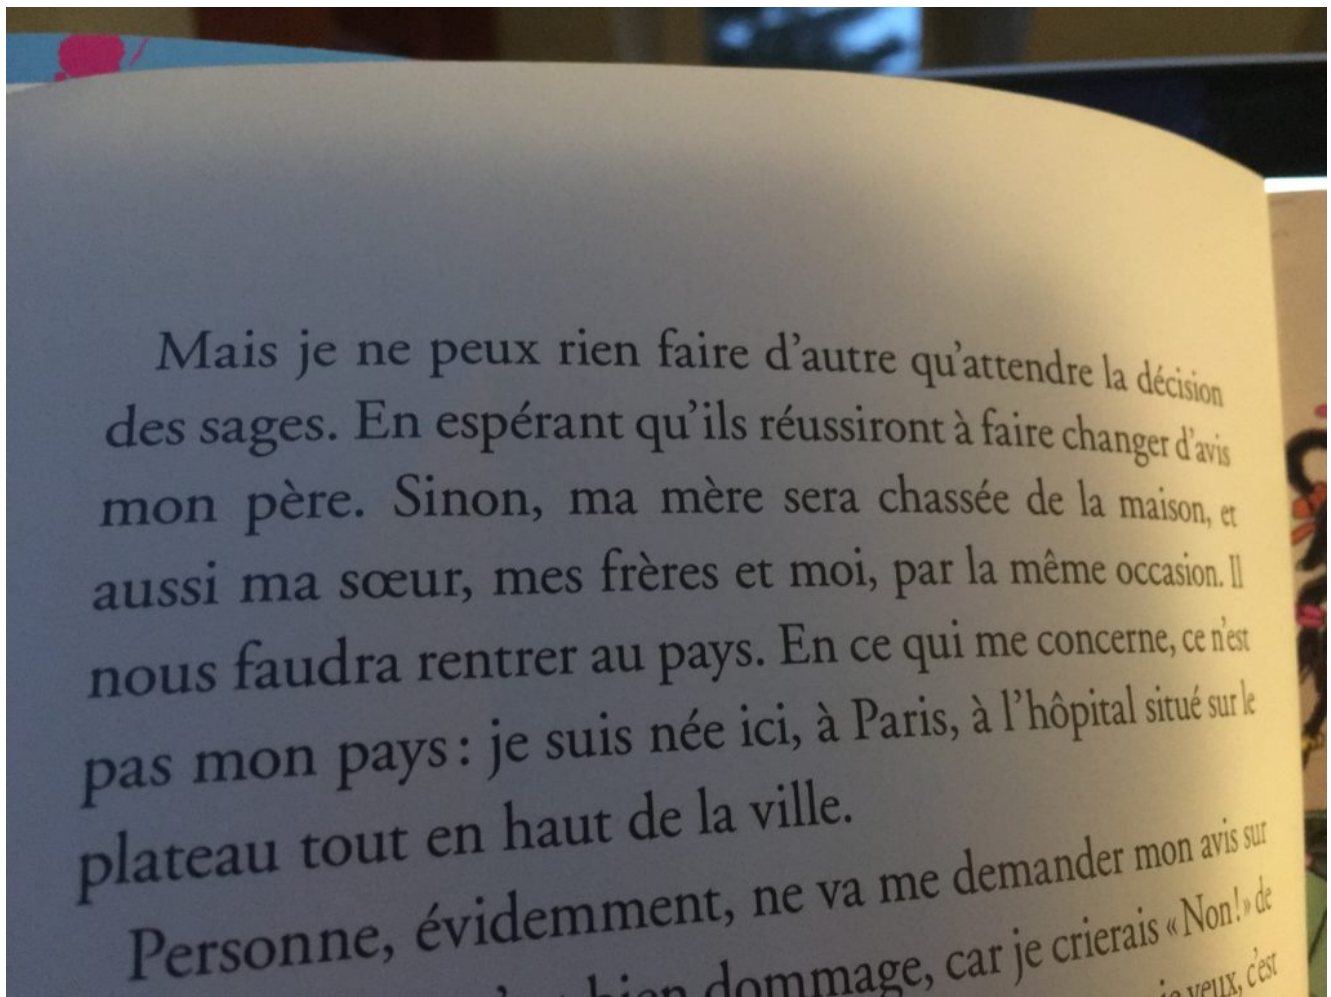 Mais je ne peux rien faire d'autre qu'attendre la décision
des sages. En espérant qu'ils réussiront à faire changer d'avis
mon père. Sinon, ma mère sera chassée de la maison, et
aussi ma sœur, mes frères et moi, par la même occasion. Il
nous faudra rentrer au pays. En ce qui me concerne, ce n'est
pas mon pays : je suis née ici, à Paris, à l'hôpital situé sur le
plateau tout en haut de la ville.
Personne, évidemment, ne va me demander mon avis sur
bien dommage, car je crierais « Non! » de
je veux, c'est